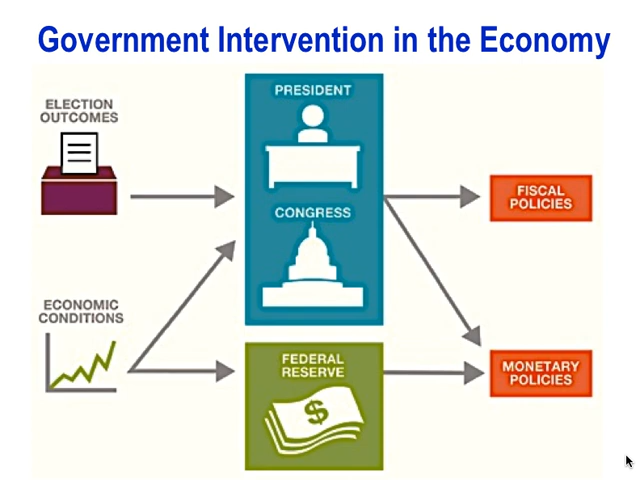 Government Intervention in the Economy
ELECTION
OUTCOMES
PRESIDENT
CONGRESS
FISCAL
POLICIES
ECONOMIC
CONDITIONS
FEDERAL
RESERVE
$
MONETARY
POLICIES